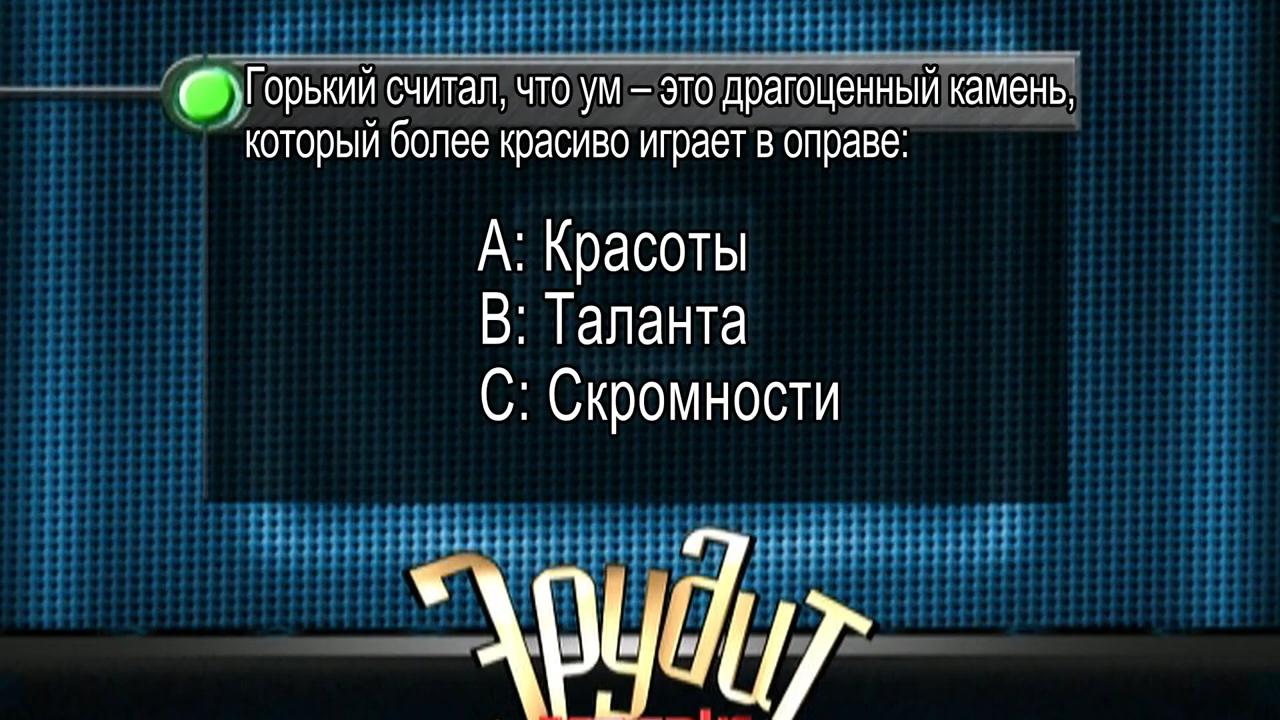 Горький считал, что ум – это драгоценный камень,
который более красиво играет в оправе:
А: Красоты
В: Таланта
С: Скромности
Эрудит